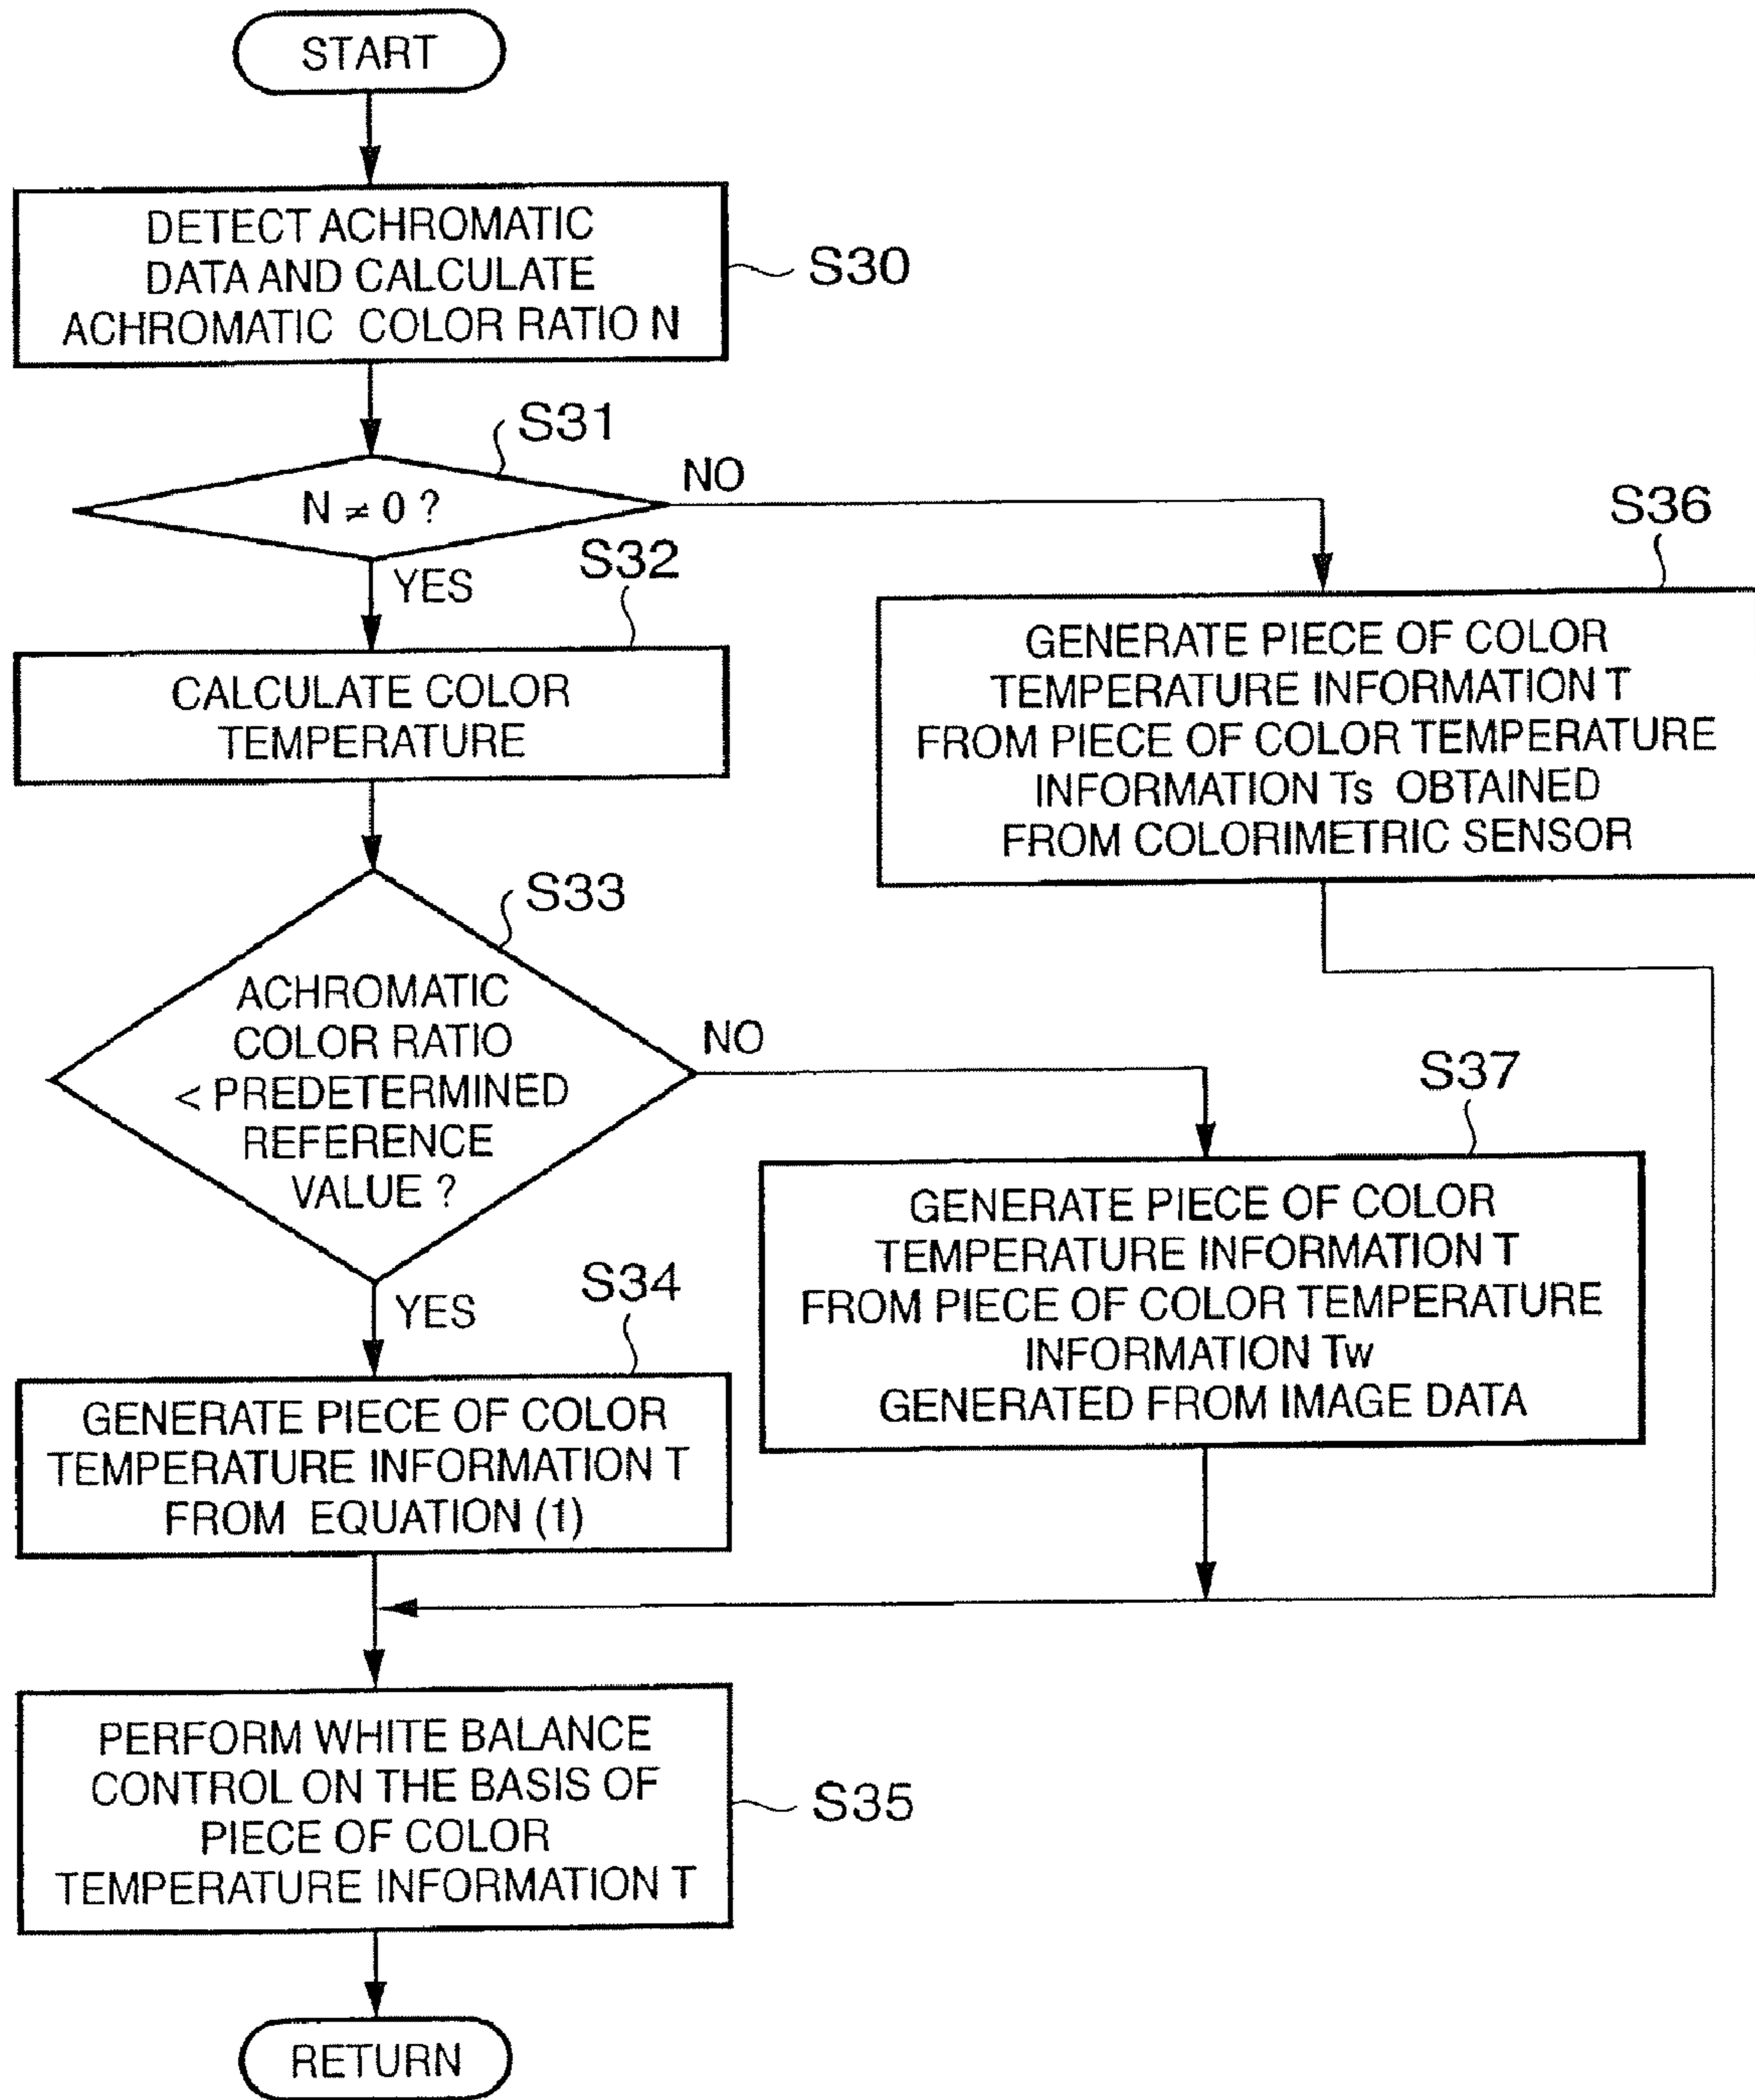 START
DETECT ACHROMATIC
DATA AND CALCULATE
ACHROMATIC COLOR RATIO N
S30
S31
N ≠ 0 ?
NO
YES
S32
CALCULATE COLOR
TEMPERATURE
S36
GENERATE PIECE OF COLOR
TEMPERATURE INFORMATION T
FROM PIECE OF COLOR TEMPERATURE
INFORMATION Ts OBTAINED
FROM COLORIMETRIC SENSOR
S33
ACHROMATIC
COLOR RATIO
< PREDETERMINED
REFERENCE
VALUE ?
NO
YES
S37
GENERATE PIECE OF COLOR
TEMPERATURE INFORMATION T
FROM PIECE OF COLOR TEMPERATURE
INFORMATION Tw
GENERATED FROM IMAGE DATA
S34
GENERATE PIECE OF COLOR
TEMPERATURE INFORMATION T
FROM EQUATION (1)
PERFORM WHITE BALANCE
CONTROL ON THE BASIS OF
PIECE OF COLOR
TEMPERATURE INFORMATION T
S35
RETURN